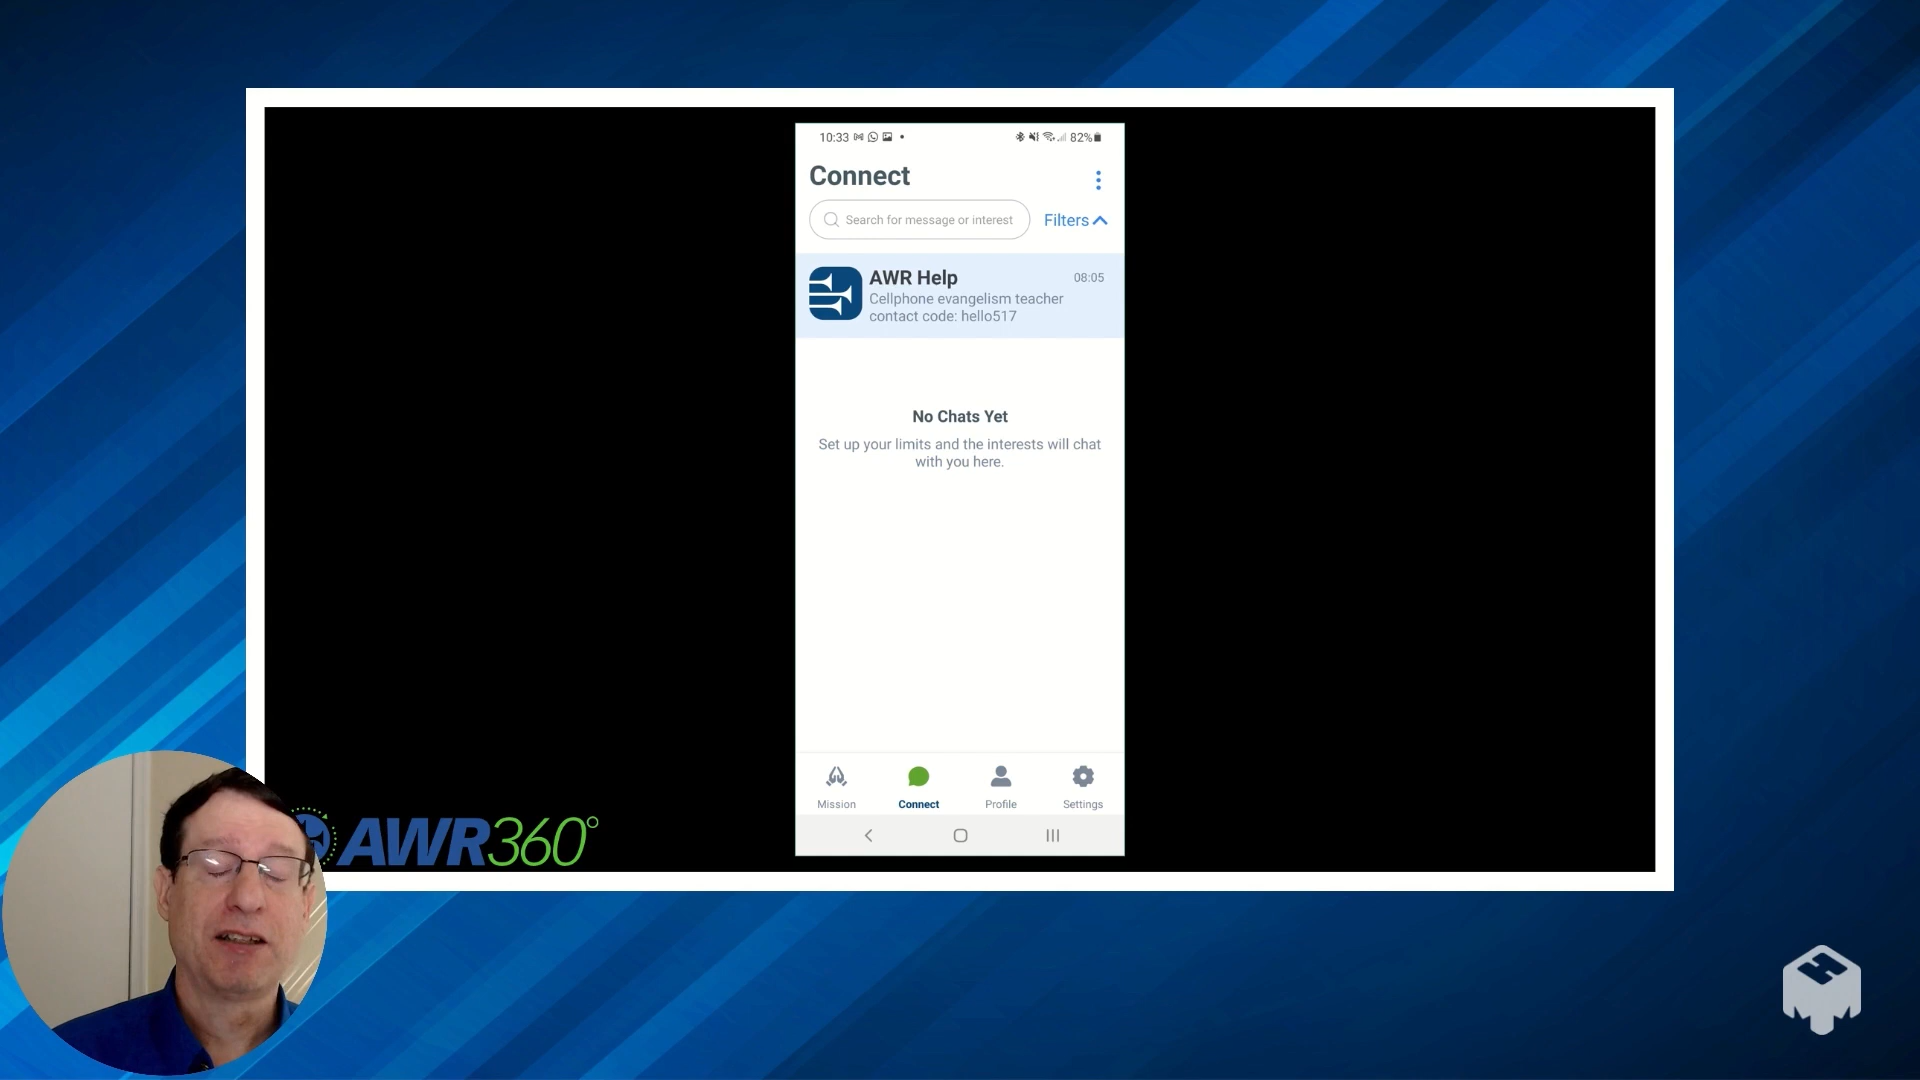 10:33
82%
Connect
Search for message or interest
Filters
AWR Help
08:05
Cellphone evangelism teacher
contact code: hello517
No Chats Yet
Set up your limits and the interests will chat
with you here.
Mission
Connect
Profile
Settings
AWR360°